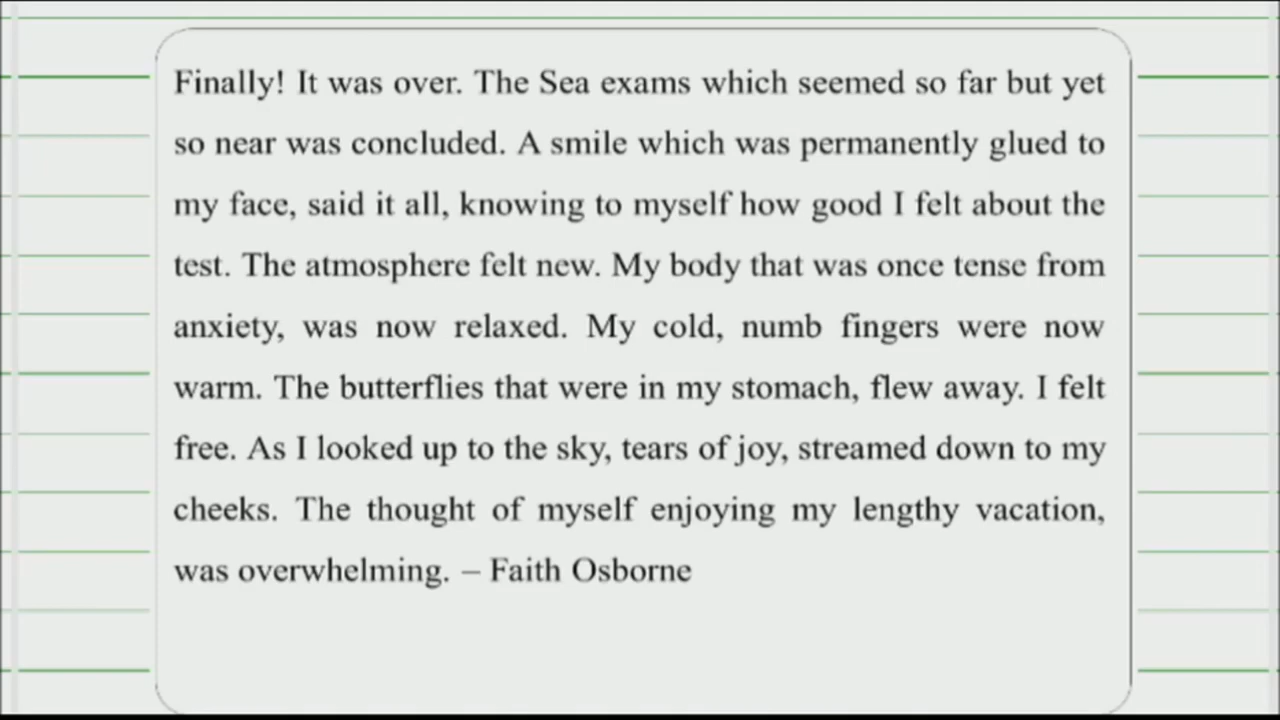 Finally! It was over. The Sea exams which seemed so far but yet
so near was concluded. A smile which was permanently glued to
my face, said it all, knowing to myself how good I felt about the
test. The atmosphere felt new. My body that was once tense from
anxiety, was now relaxed. My cold, numb fingers were now
warm. The butterflies that were in my stomach, flew away. I felt
free. As I looked up to the sky, tears of joy, streamed down to my
cheeks. The thought of myself enjoying my lengthy vacation,
was overwhelming. – Faith Osborne